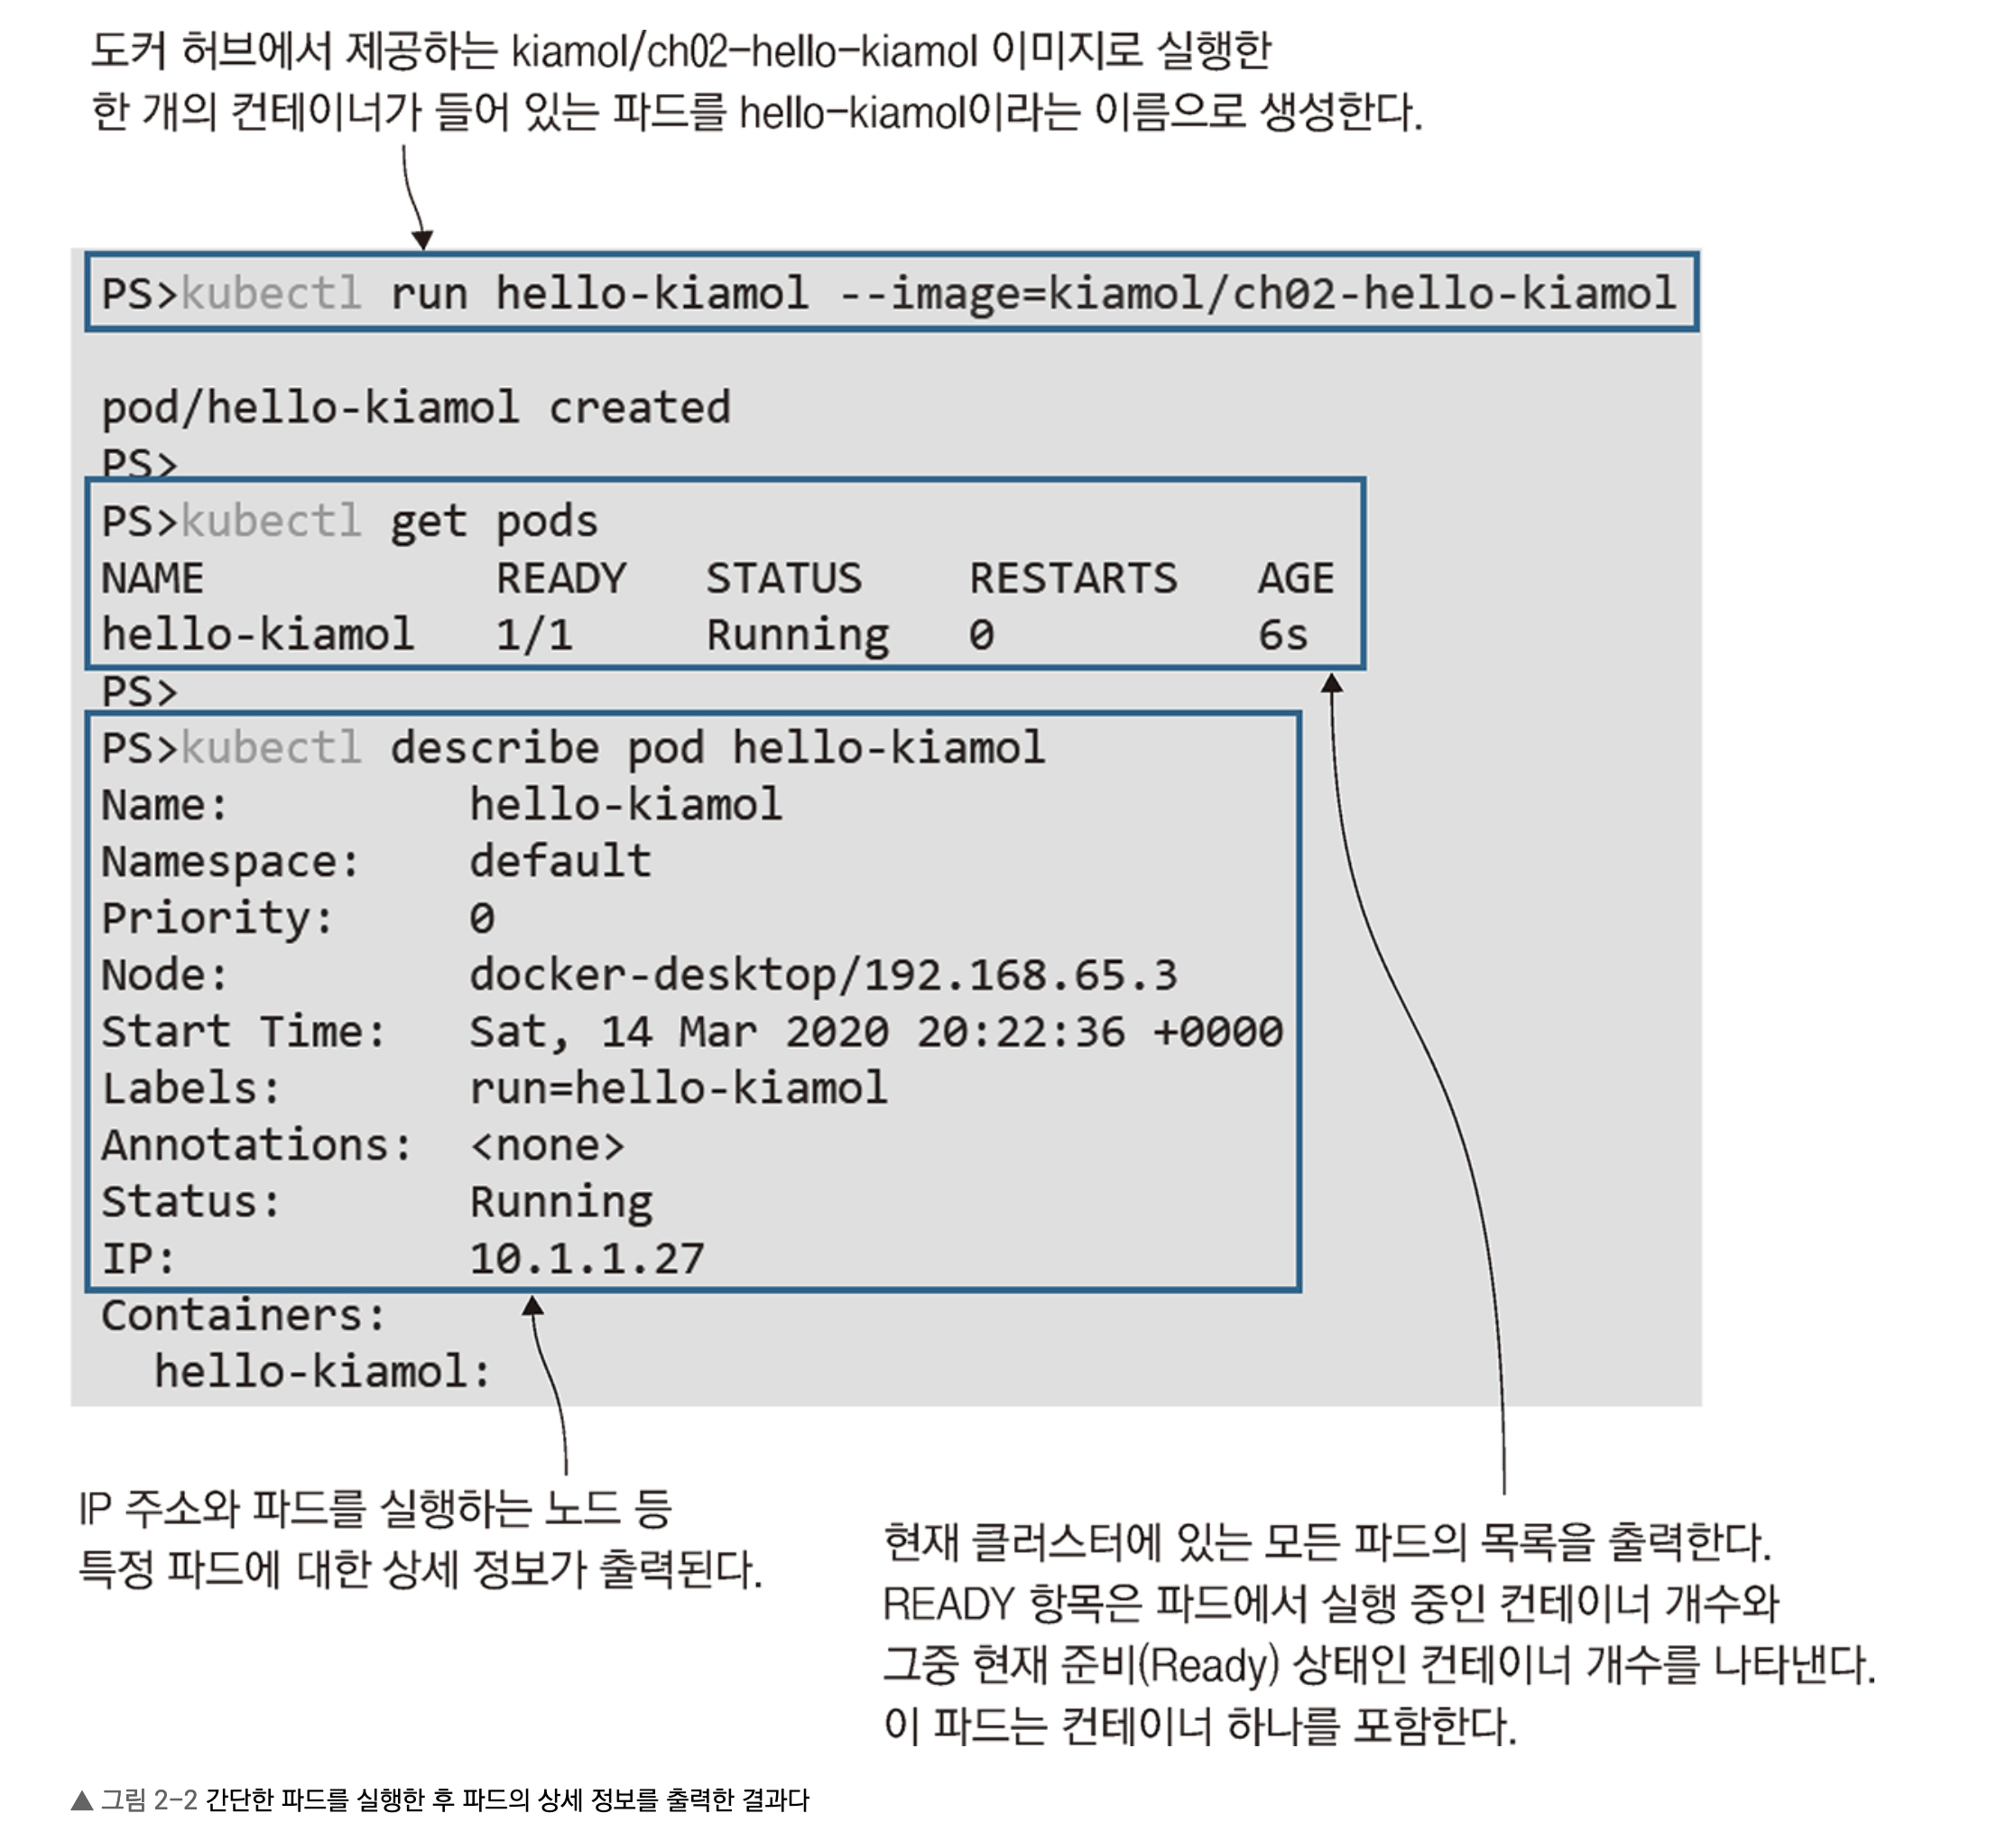 도커 허브에서 제공하는 kiamol/ch02-hello-kiamol 이미지로 실행한
한 개의 컨테이너가 들어 있는 파드를 hello-kiamol이라는 이름으로 생성한다.
PS>kubectl run hello-kiamol --image=kiamol/ch02-hello-kiamol
pod/hello-kiamol created
PS>
PS>kubectl get pods
NAME READY STATUS RESTARTS AGE
hello-kiamol 1/1 Running 0 6s
PS>
PS>kubectl describe pod hello-kiamol
Name: hello-kiamol
Namespace: default
Priority: 0
Node: docker-desktop/192.168.65.3
Start Time: Sat, 14 Mar 2020 20:22:36 +0000
Labels: run=hello-kiamol
Annotations: <none>
Status: Running
IP: 10.1.1.27
Containers:
hello-kiamol:
IP 주소와 파드를 실행하는 노드 등
특정 파드에 대한 상세 정보가 출력된다.
현재 클러스터에 있는 모든 파드의 목록을 출력한다.
READY 항목은 파드에서 실행 중인 컨테이너 개수와
그중 현재 준비(Ready) 상태인 컨테이너 개수를 나타낸다.
이 파드는 컨테이너 하나를 포함한다.
▲ 그림 2-2 간단한 파드를 실행한 후 파드의 상세 정보를 출력한 결과다